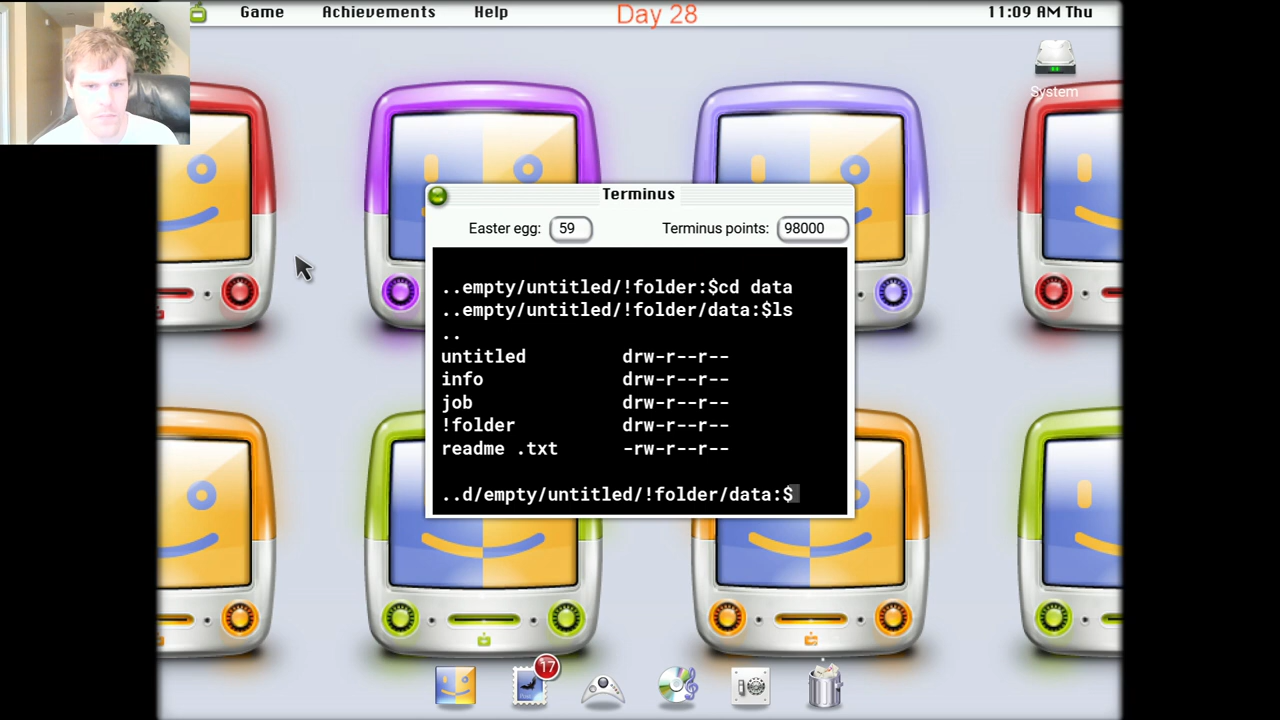 Game Achievements Help Day 28 11:09 AM Thu
System
Terminus
Easter egg: 59 Terminus points: 98000
..empty/untitled/!folder:$cd data
..empty/untitled/!folder/data:$ls
..
untitled drw-r--r--
info drw-r--r--
job drw-r--r--
!folder drw-r--r--
readme .txt -rw-r--r--
..d/empty/untitled/!folder/data:$
17